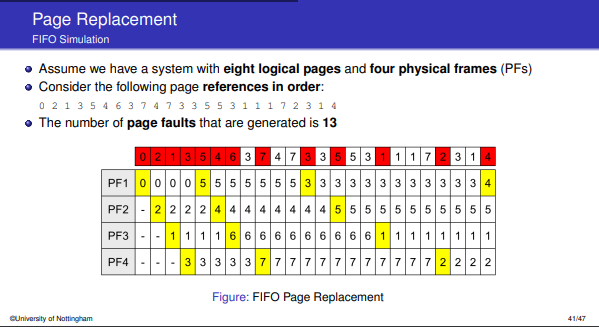 Page Replacement
FIFO Simulation
Assume we have a system with eight logical pages and four physical frames (PFs)
Consider the following page references in order:
0 2 1 3 5 4 6 3 7 4 7 3 3 5 5 3 1 1 1 7 2 3 1 4
The number of page faults that are generated is 13
0 2 1 3 5 4 6 3 7 4 7 3 3 5 5 3 1 1 1 7 2 3 1 4
PF1 0 0 0 0 5 5 5 5 5 5 5 3 3 3 3 3 3 3 3 3 3 3 3 4
PF2 - 2 2 2 2 4 4 4 4 4 4 4 4 5 5 5 5 5 5 5 5 5 5 5
PF3 - - 1 1 1 1 6 6 6 6 6 6 6 6 6 6 1 1 1 1 1 1 1 1
PF4 - - - 3 3 3 3 3 7 7 7 7 7 7 7 7 7 7 7 7 2 2 2 2
Figure: FIFO Page Replacement
©University of Nottingham
41/47